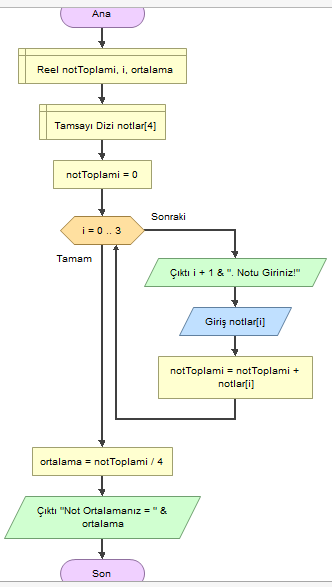 Ana
Reel notToplami, i, ortalama
Tamsayı Dizi notlar[4]
notToplami = 0
i = 0 .. 3
Sonraki
Tamam
Çıktı i + 1 & ". Notu Giriniz!"
Giriş notlar[i]
notToplami = notToplami +
notlar[i]
ortalama = notToplami / 4
Çıktı "Not Ortalamanız = " &
ortalama
Son